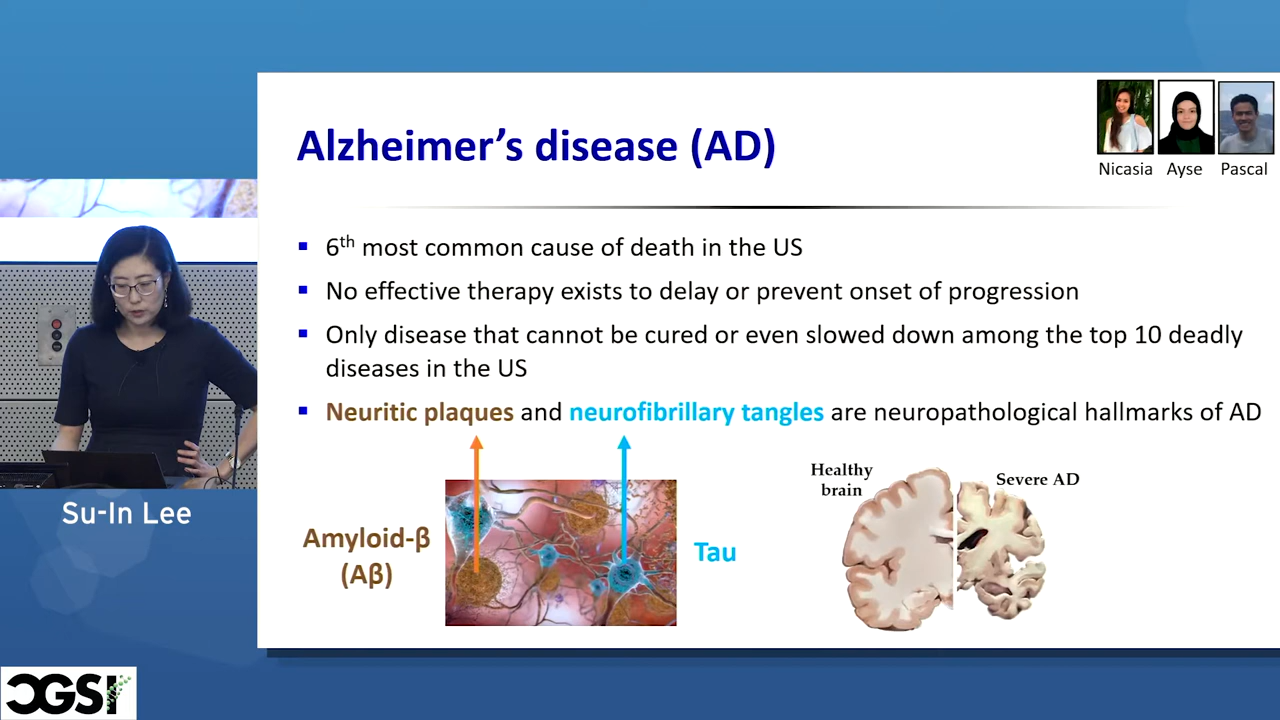 Alzheimer's disease (AD)
Nicasia Ayse Pascal
6th most common cause of death in the US
No effective therapy exists to delay or prevent onset of progression
Only disease that cannot be cured or even slowed down among the top 10 deadly
diseases in the US
Neuritic plaques and neurofibrillary tangles are neuropathological hallmarks of AD
Amyloid-β
(Aβ)
Tau
Healthy
brain
Severe AD
Su-In Lee
CGSI